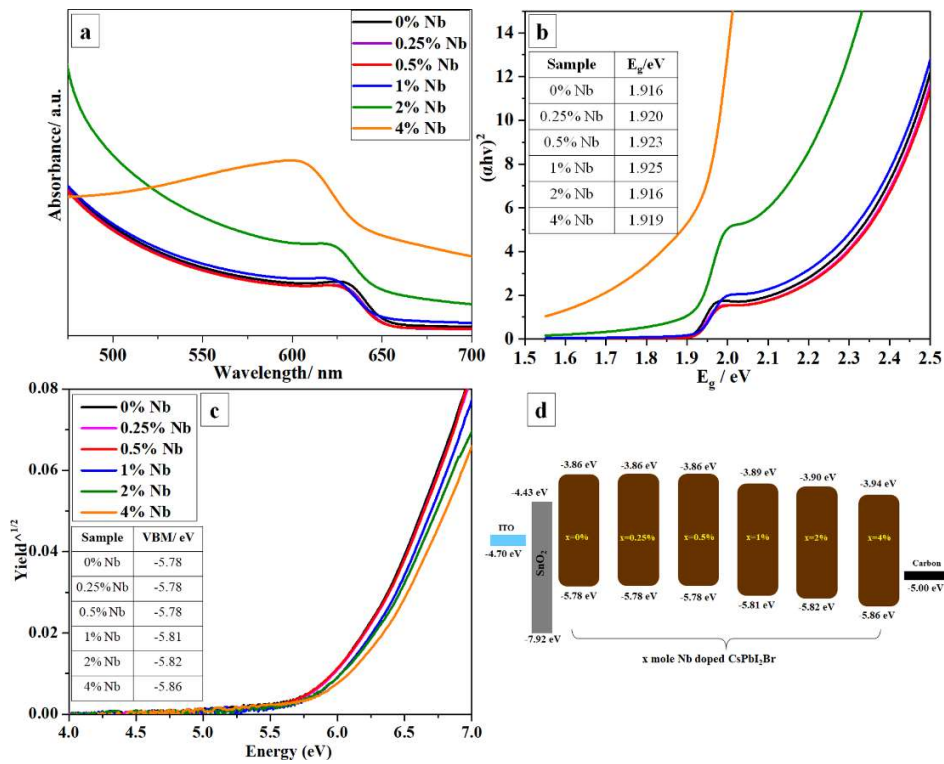 a
0% Nb
0.25% Nb
0.5% Nb
1% Nb
2% Nb
4% Nb
Absorbance/ a.u.
500 550 600 650 700
Wavelength/ nm
b
Sample E_g/eV
0% Nb 1.916
0.25% Nb 1.920
0.5% Nb 1.923
1% Nb 1.925
2% Nb 1.916
4% Nb 1.919
(αhv)²
14
12
10
8
6
4
2
0
1.5 1.6 1.7 1.8 1.9 2.0 2.1 2.2 2.3 2.4 2.5
E_g / eV
c
0% Nb
0.25% Nb
0.5% Nb
1% Nb
2% Nb
4% Nb
Sample VBM/ eV
0% Nb -5.78
0.25% Nb -5.78
0.5% Nb -5.78
1% Nb -5.81
2% Nb -5.82
4% Nb -5.86
Yield^1/2
0.08
0.06
0.04
0.02
0.00
4.0 4.5 5.0 5.5 6.0 6.5 7.0
Energy (eV)
d
-3.86 eV -3.86 eV -3.86 eV -3.89 eV -3.90 eV -3.94 eV
-4.43 eV
ITO
-4.70 eV
SnO₂
x=0% x=0.25% x=0.5% x=1% x=2% x=4%
Carbon
-5.00 eV
-5.78 eV -5.78 eV -5.78 eV -5.81 eV -5.82 eV 5.86 eV
-7.92 eV
x mole Nb doped CsPbI₂Br